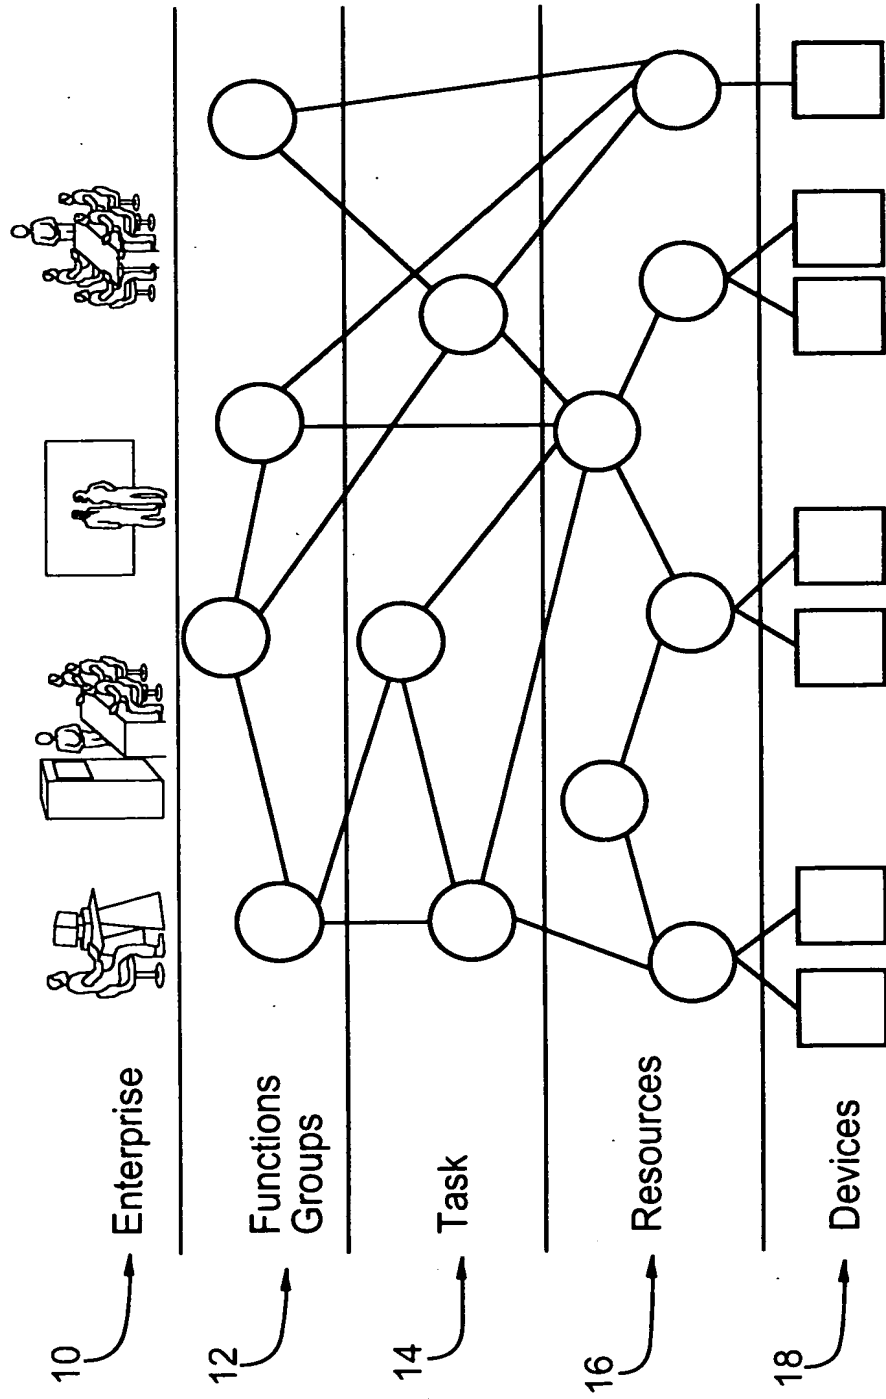 10
Enterprise
12
Functions
Groups
14
Task
16
Resources
18
Devices